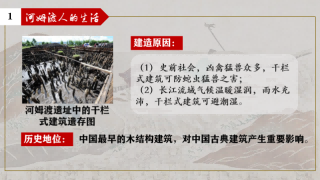 1 河姆渡人的生活
建造原因：
（1）史前社会，凶禽猛兽众多，干栏
式建筑可防蛇虫猛兽之害；
（2）长江流域气候温暖湿润，雨水充
沛，干栏式建筑可避潮湿。
河姆渡遗址中的干栏
式建筑遗存图
历史地位： 中国最早的木结构建筑，对中国古典建筑产生重要影响。